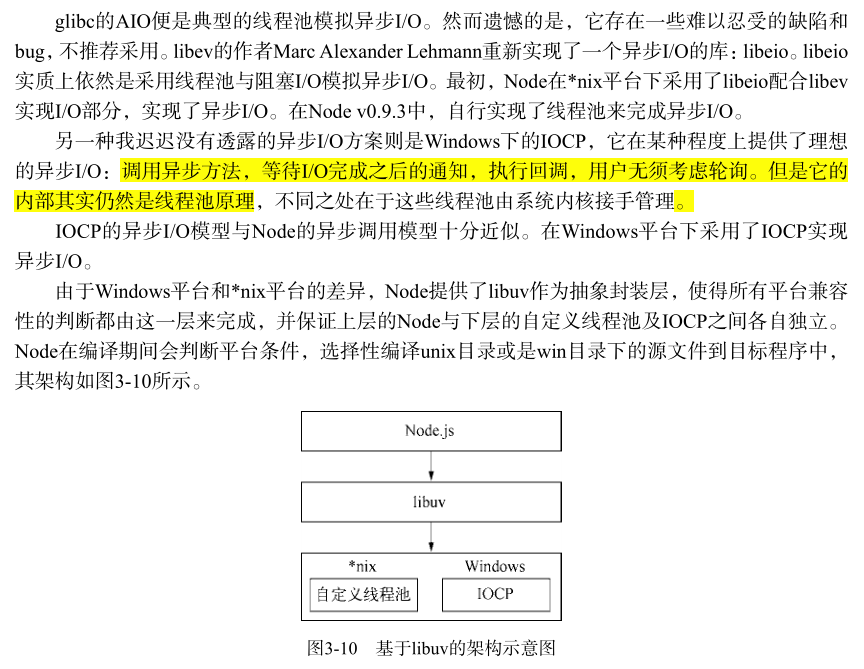 glibc的AIO便是典型的线程池模拟异步I/O。然而遗憾的是，它存在一些难以忍受的缺陷和
bug，不推荐采用。libev的作者Marc Alexander Lehmann重新实现了一个异步I/O的库：libeio。libeio
实质上依然是采用线程池与阻塞I/O模拟异步I/O。最初，Node在*nix平台下采用了libeio配合libev
实现I/O部分，实现了异步I/O。在Node v0.9.3中，自行实现了线程池来完成异步I/O。
另一种我迟迟没有透露的异步I/O方案则是Windows下的IOCP，它在某种程度上提供了理想
的异步I/O：调用异步方法，等待I/O完成之后的通知，执行回调，用户无须考虑轮询。但是它的
内部其实仍然是线程池原理，不同之处在于这些线程池由系统内核接手管理。
IOCP的异步I/O模型与Node的异步调用模型十分近似。在Windows平台下采用了IOCP实现
异步I/O。
由于Windows平台和*nix平台的差异，Node提供了libuv作为抽象封装层，使得所有平台兼容
性的判断都由这一层来完成，并保证上层的Node与下层的自定义线程池及IOCP之间各自独立。
Node在编译期间会判断平台条件，选择性编译unix目录或是win目录下的源文件到目标程序中，
其架构如图3-10所示。
Node.js
libuv
*nix Windows
自定义线程池 IOCP
图3-10 基于libuv的架构示意图